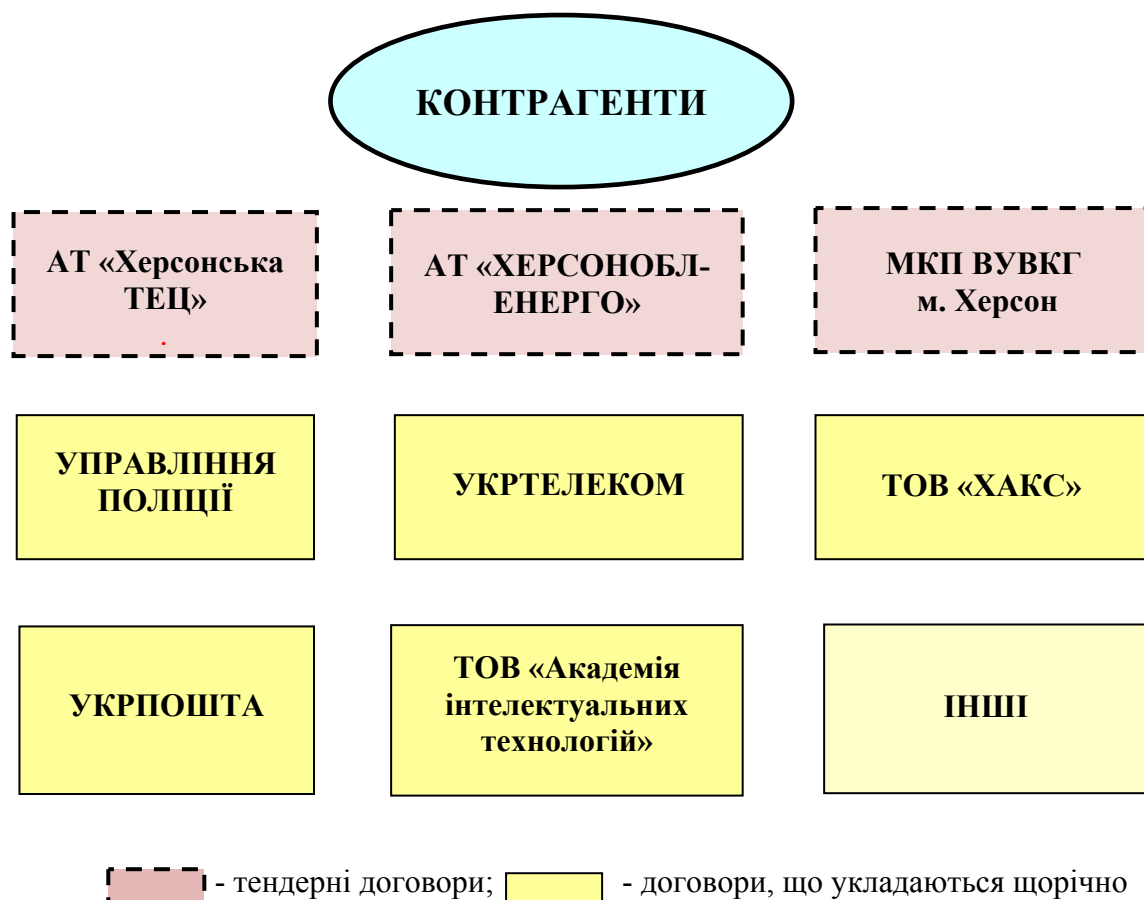 КОНТРАГЕНТИ
АТ «Херсонська
ТЕЦ»
.
АТ «ХЕРСОНОБЛ-
ЕНЕРГО»
МКП ВУВКГ
м. Херсон
УПРАВЛІННЯ
ПОЛІЦІЇ
УКРТЕЛЕКОМ
ТОВ «ХАКС»
УКРПОШТА
ТОВ «Академія
інтелектуальних
технологій»
ІНШІ
- тендерні договори; - договори, що укладаються щорічно